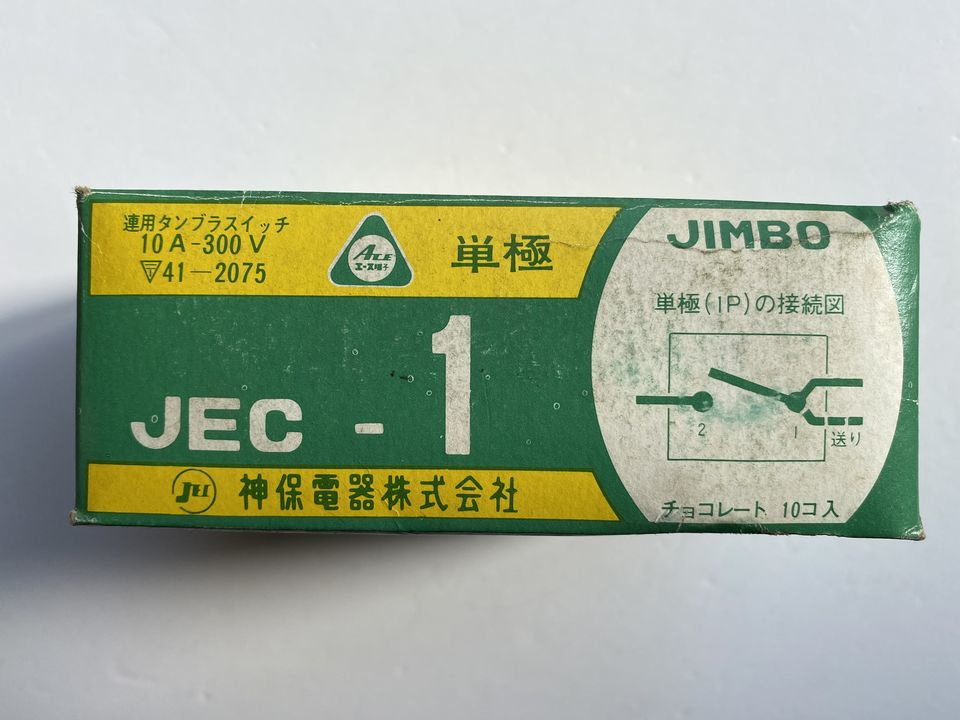 連用タンブラスイッチ
10A-300V
〒41-2075
ACE
エース端子
単極
JEC-1
JEI
神保電器株式会社
JIMBO
単極(1P)の接続図
2
1
送り
チョコレート 10コ入